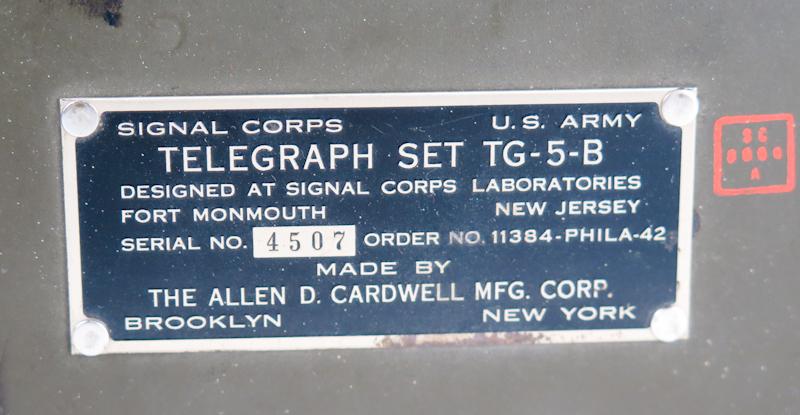 SIGNAL CORPS U.S. ARMY
TELEGRAPH SET TG-5-B
DESIGNED AT SIGNAL CORPS LABORATORIES
FORT MONMOUTH NEW JERSEY
SERIAL NO. 4507 ORDER NO. 11384-PHILA-42
MADE BY
THE ALLEN D. CARDWELL MFG. CORP.
BROOKLYN NEW YORK
SC
A